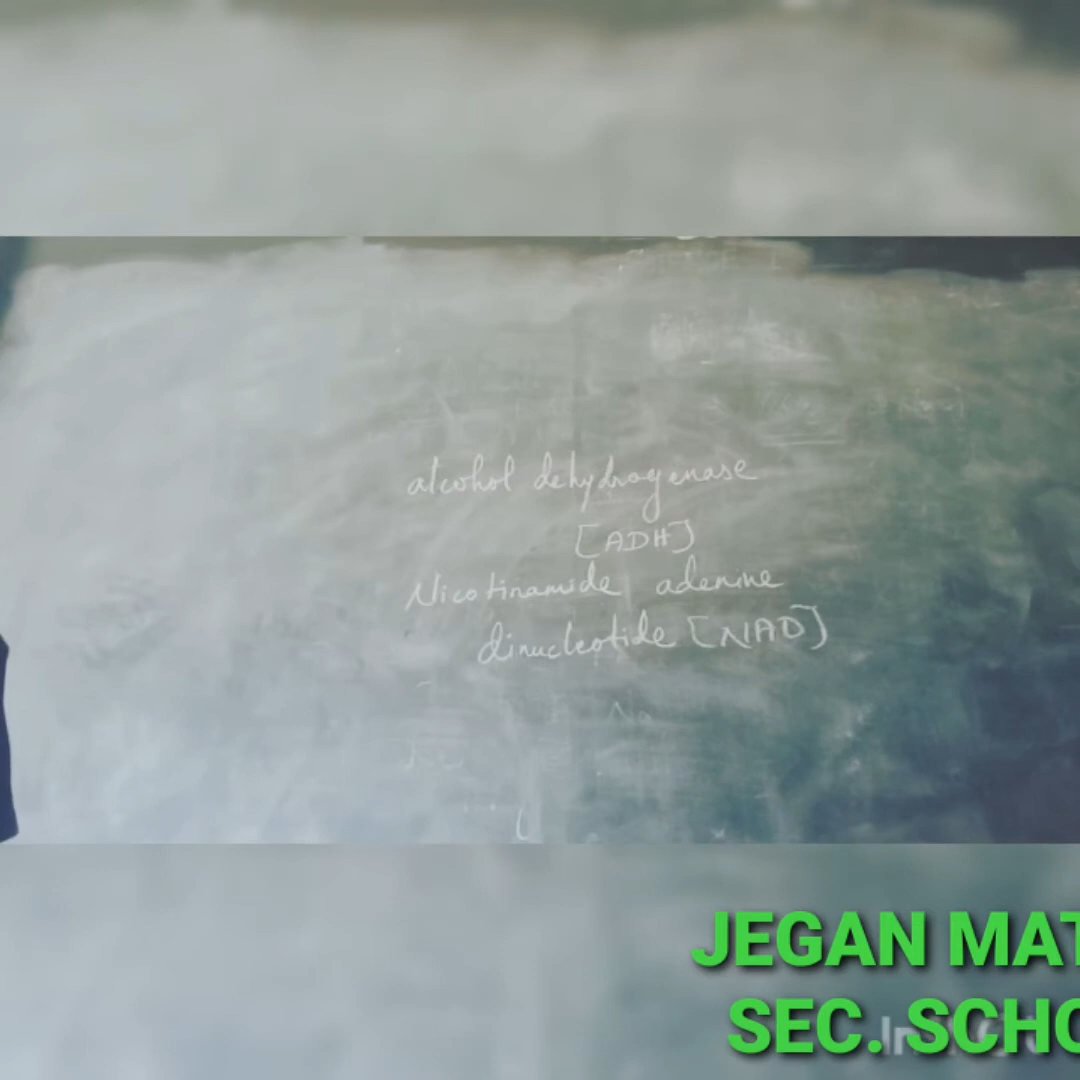 alcohol dehydrogenase
[ADH]
Nicotinamide adenine
dinucleotide [NAD]
JEGAN MAT
SEC. SCHO